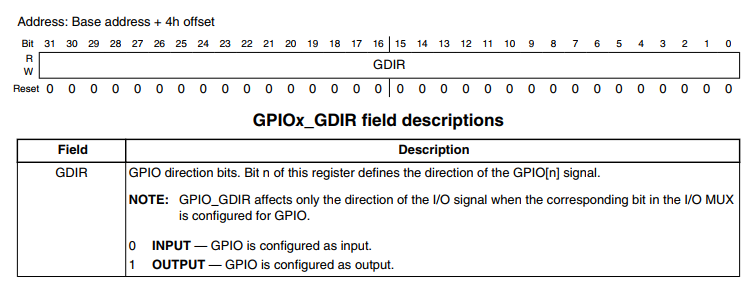 Address: Base address + 4h offset
Bit 31 30 29 28 27 26 25 24 23 22 21 20 19 18 17 16 15 14 13 12 11 10 9 8 7 6 5 4 3 2 1 0
R
GDIR
W
Reset 0 0 0 0 0 0 0 0 0 0 0 0 0 0 0 0 0 0 0 0 0 0 0 0 0 0 0 0 0 0 0 0
GPIOx_GDIR field descriptions
Field Description
GDIR GPIO direction bits. Bit n of this register defines the direction of the GPIO[n] signal.
NOTE: GPIO_GDIR affects only the direction of the I/O signal when the corresponding bit in the I/O MUX
is configured for GPIO.
0 INPUT — GPIO is configured as input.
1 OUTPUT — GPIO is configured as output.